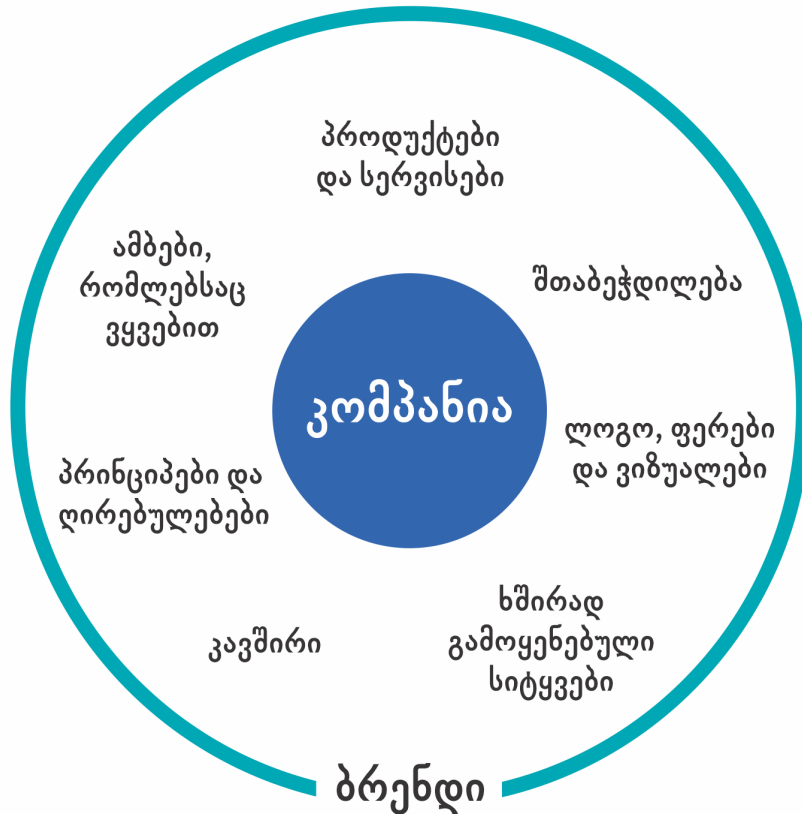 პროდუქტები
და სერვისები
შთაბეჭდილება
ლოგო, ფერები
და ვიზუალები
ხშირად
გამოყენებული
სიტყვები
კავშირი
პრინციპები და
ღირებულებები
ამბები,
რომლებსაც
ვყვებით
კომპანია
ბრენდი